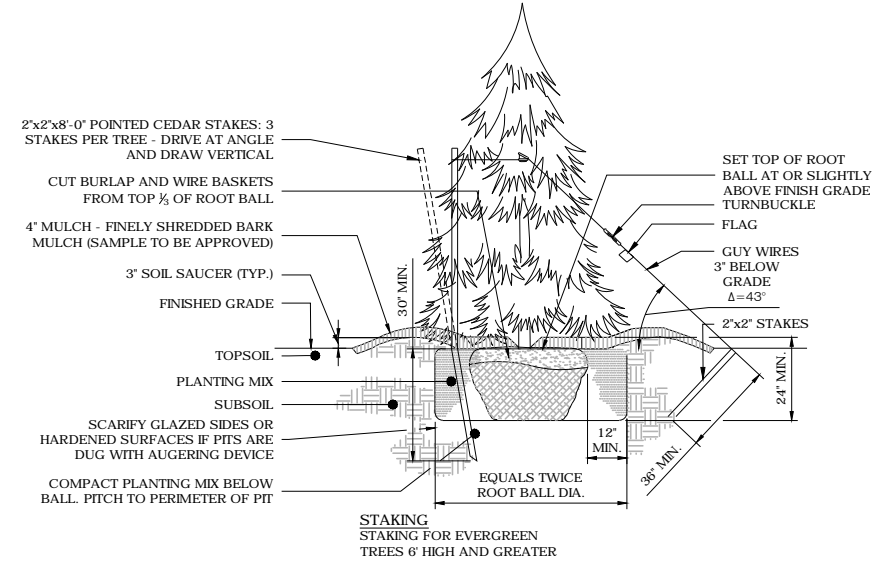 2"x2"x8'-0" POINTED CEDAR STAKES: 3
STAKES PER TREE - DRIVE AT ANGLE
AND DRAW VERTICAL
CUT BURLAP AND WIRE BASKETS
FROM TOP ⅓ OF ROOT BALL
4" MULCH - FINELY SHREDDED BARK
MULCH (SAMPLE TO BE APPROVED)
3" SOIL SAUCER (TYP.)
FINISHED GRADE
TOPSOIL
PLANTING MIX
SUBSOIL
SCARIFY GLAZED SIDES OR
HARDENED SURFACES IF PITS ARE
DUG WITH AUGERING DEVICE
COMPACT PLANTING MIX BELOW
BALL. PITCH TO PERIMETER OF PIT
30" MIN.
SET TOP OF ROOT
BALL AT OR SLIGHTLY
ABOVE FINISH GRADE
TURNBUCKLE
FLAG
GUY WIRES
3" BELOW
GRADE
Δ=43°
2"x2" STAKES
24" MIN.
36" MIN.
12"
MIN.
EQUALS TWICE
ROOT BALL DIA.
STAKING
STAKING FOR EVERGREEN
TREES 6' HIGH AND GREATER